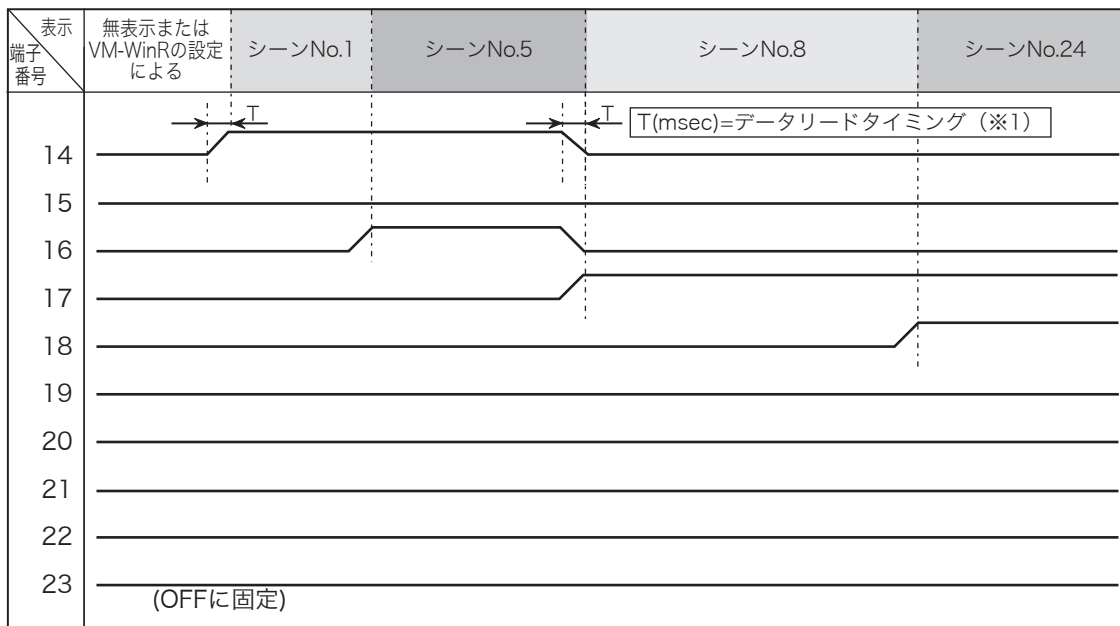 表示
端子
番号
無表示または
VM-WinRの設定
による
シーンNo.1
シーンNo.5
シーンNo.8
シーンNo.24
T
T
T(msec)=データリードタイミング(※1)
14
15
16
17
18
19
20
21
22
23
(OFFに固定)